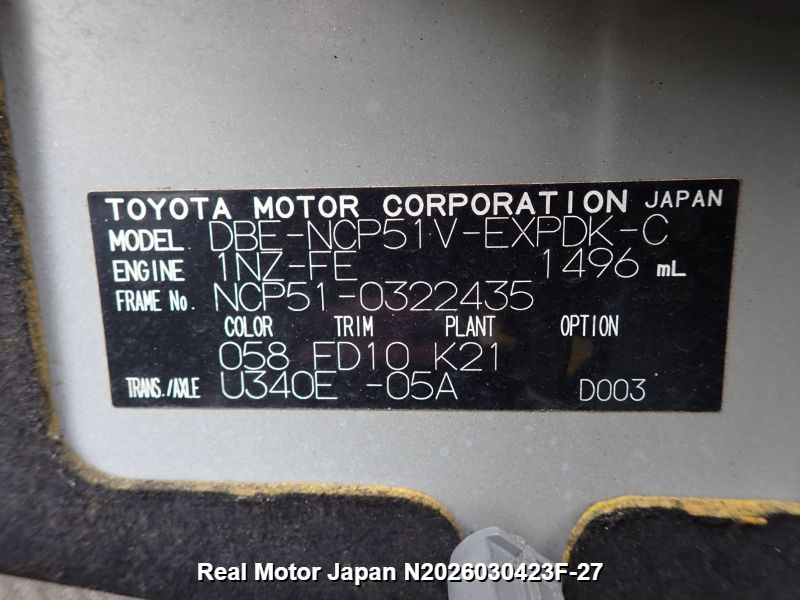 TOYOTA MOTOR CORPORATION JAPAN
MODEL DBE-NCP51V-EXPDK-C
ENGINE 1NZ-FE 1496 mL
FRAME No. NCP51-0322435
COLOR TRIM PLANT OPTION
058 FD10 K21
TRANS./AXLE U340E -05A D003
Real Motor Japan N2026030423F-27